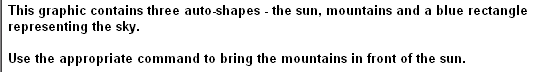 This graphic contains three auto-shapes - the sun, mountains and a blue rectangle
representing the sky.
Use the appropriate command to bring the mountains in front of the sun.